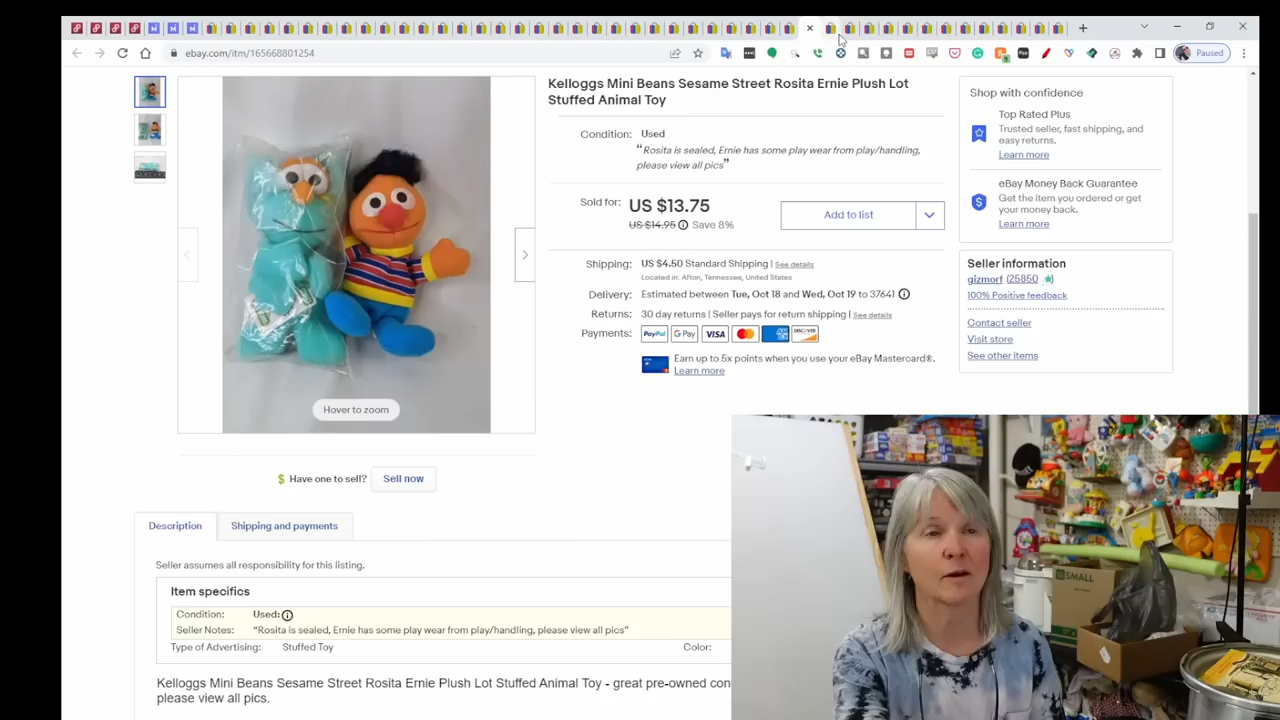 Paused
ebay.com/itm/165668801254
Kelloggs Mini Beans Sesame Street Rosita Ernie Plush Lot
Stuffed Animal Toy
Condition: Used
"Rosita is sealed, Ernie has some play wear from play/handling,
please view all pics"
Sold for: US $13.75
US $14.95 Save 8%
Add to list
Shipping: US $4.50 Standard Shipping | See details
Located in: Afton, Tennessee, United States
Delivery: Estimated between Tue, Oct 18 and Wed, Oct 19 to 37641
Returns: 30 day returns | Seller pays for return shipping | See details
Payments: PayPal G Pay VISA DISCOVER
Earn up to 5x points when you use your eBay Mastercard®.
Learn more
Shop with confidence
Top Rated Plus
Trusted seller, fast shipping, and
easy returns.
Learn more
eBay Money Back Guarantee
Get the item you ordered or get
your money back.
Learn more
Seller information
gizmorf (25850)
100% Positive feedback
Contact seller
Visit store
See other items
Hover to zoom
$ Have one to sell? Sell now
Description Shipping and payments
Seller assumes all responsibility for this listing.
Item specifics
Condition: Used:
Seller Notes: "Rosita is sealed, Ernie has some play wear from play/handling, please view all pics"
Type of Advertising: Stuffed Toy Color:
Kelloggs Mini Beans Sesame Street Rosita Ernie Plush Lot Stuffed Animal Toy - great pre-owned con
please view all pics.
SMALL